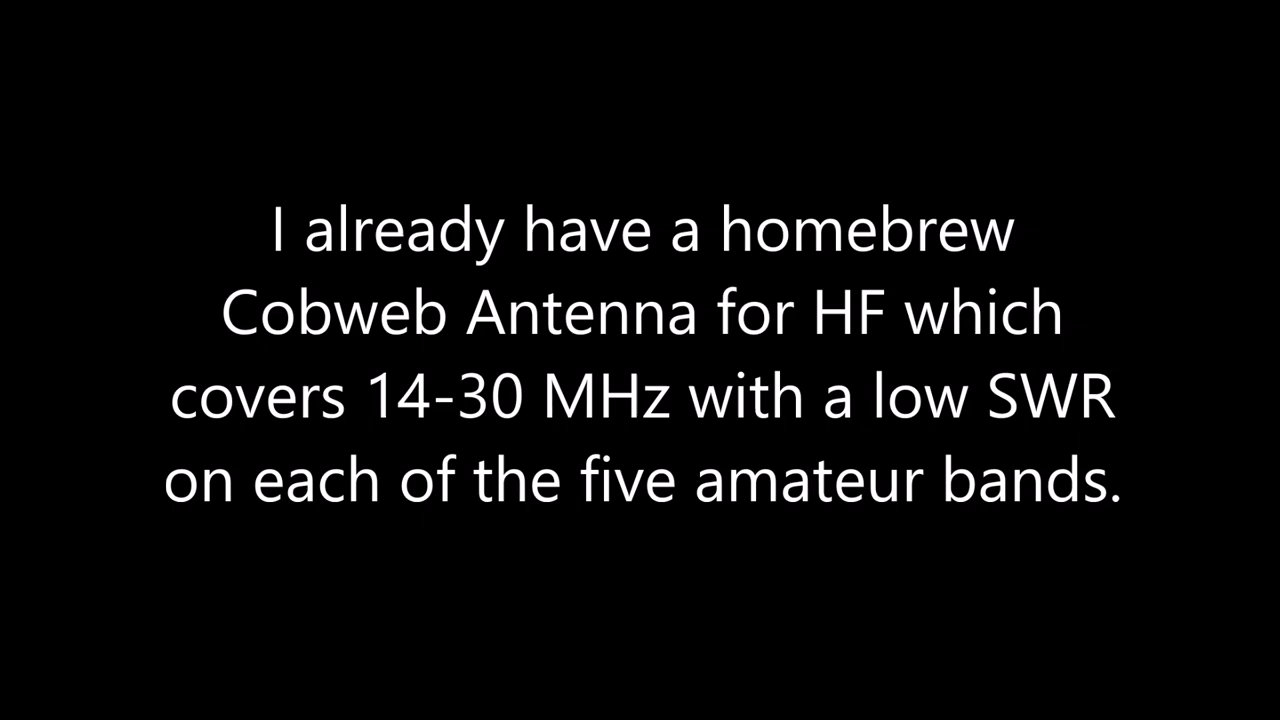 I already have a homebrew
Cobweb Antenna for HF which
covers 14-30 MHz with a low SWR
on each of the five amateur bands.